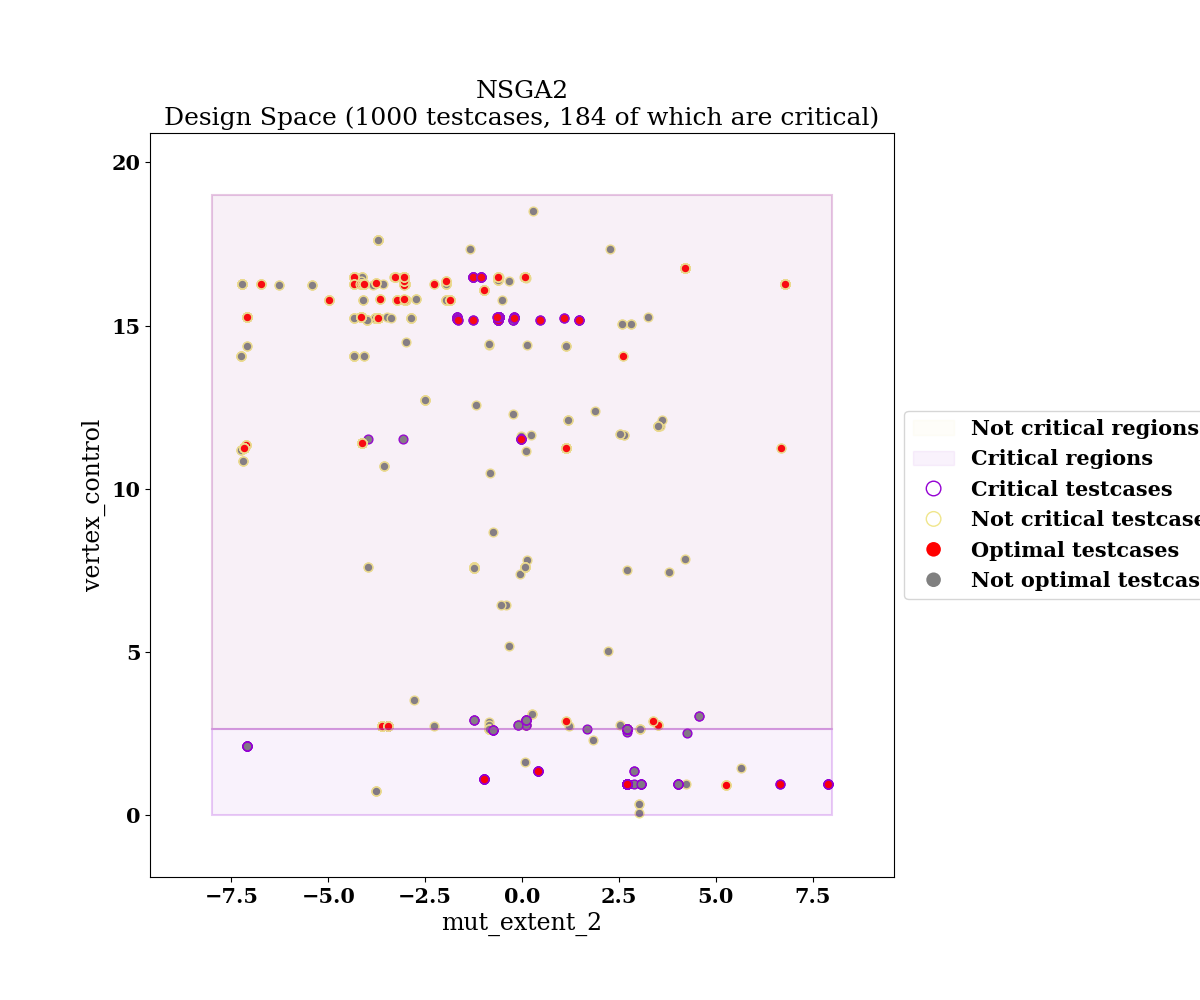 NSGA2
Design Space (1000 testcases, 184 of which are critical)
20
15
10
5
0
vertex_control
−7.5 −5.0 −2.5 0.0 2.5 5.0 7.5
mut_extent_2
Not critical regions
Critical regions
Critical testcases
Not critical testcase
Optimal testcases
Not optimal testcas